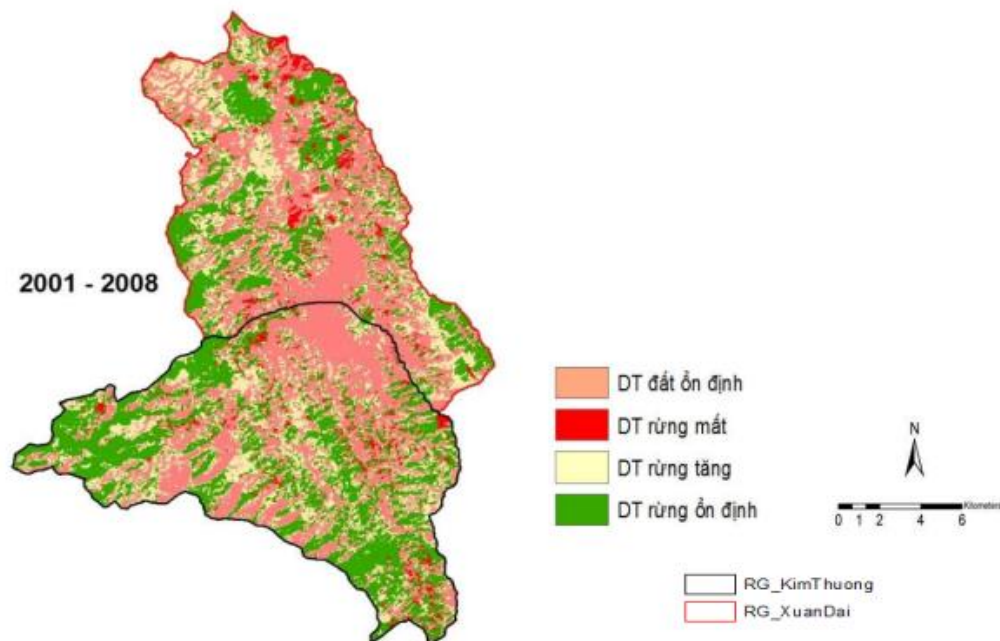 2001 - 2008
DT đất ổn định
DT rừng mất
DT rừng tăng
DT rừng ổn định
N
0 1 2 4 6
Kilometers
RG_KimThuong
RG_XuanDai